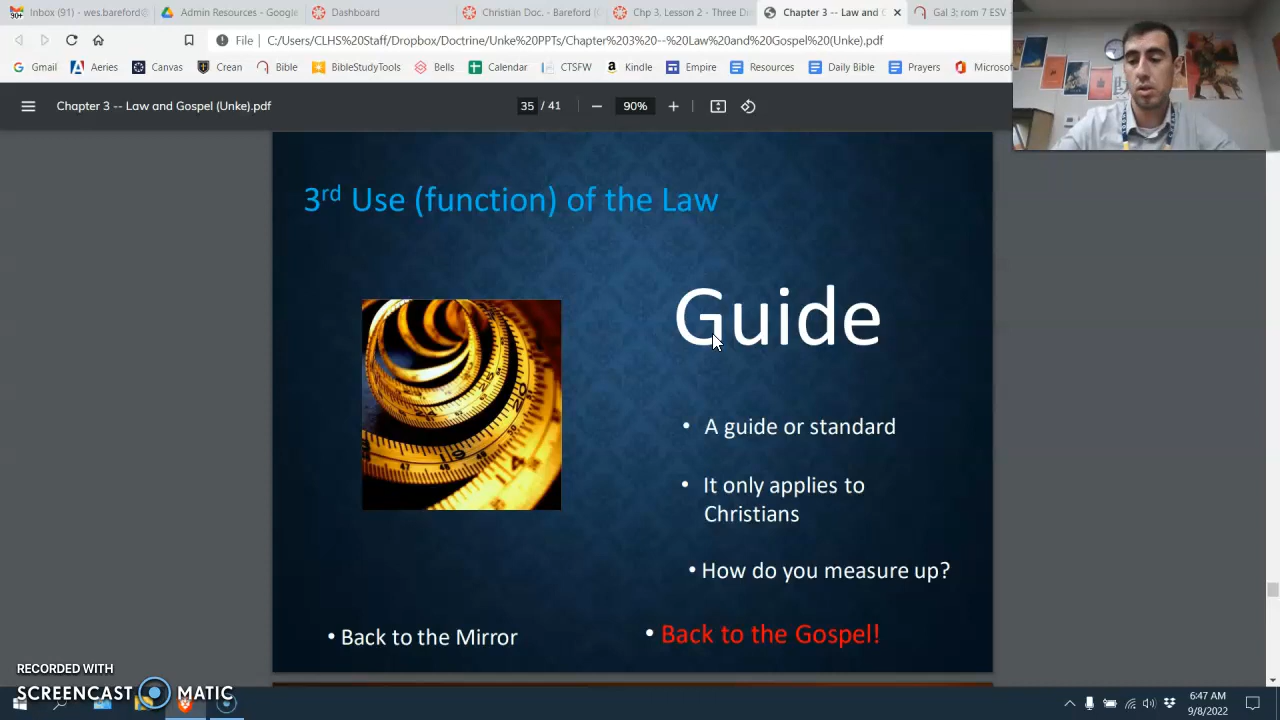 Inbox (91) - wes.bareford@
Admin Resources - Google
Dashboard
Christian Doc. - Bareford (
Chp 3, Lesson 2 - Three Di
Chapter 3 -- Law and G
Gal 3; rom 7 ESV
File
C:/Users/CLHS%20Staff/Dropbox/Doctrine/Unke%20PPTs/Chapter%203%20--%20Law%20and%20Gospel%20(Unke).pdf
Gmail
Aeries
Canvas
Crean
Bible
BibleStudyTools
Bells
Calendar
CTSFW
Kindle
Empire
Resources
Daily Bible
Prayers
Microsof
Chapter 3 -- Law and Gospel (Unke).pdf
35 / 41
90%
3rd Use (function) of the Law
Guide
• A guide or standard
• It only applies to
Christians
• How do you measure up?
• Back to the Mirror
• Back to the Gospel!
RECORDED WITH
SCREENCAST MATIC
6:47 AM
9/8/2022